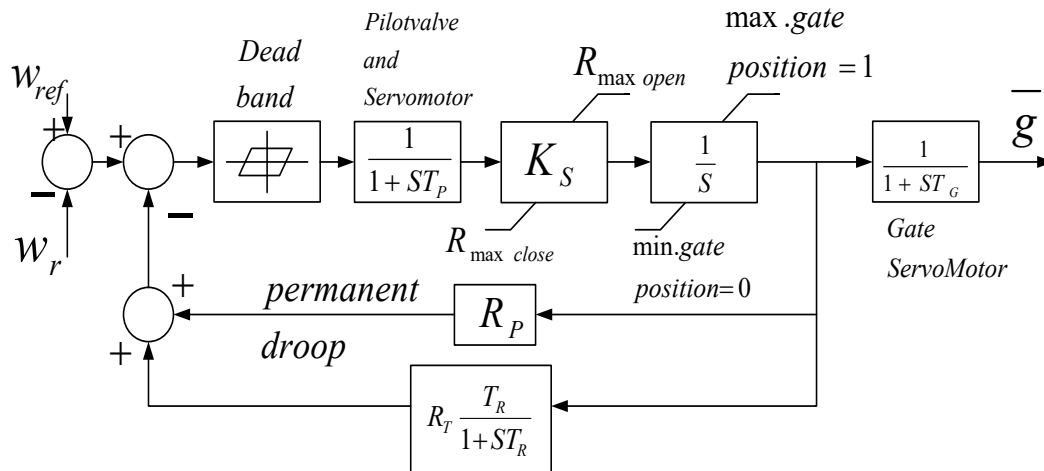 w_ref
+
−
w_r
+
−
Dead
band
Pilotvalve
and
Servomotor
1
1 + ST_P
R_max open
K_S
R_max close
max .gate
position = 1
1
S
min.gate
position=0
1
1 + ST_G
Gate
ServoMotor
g̅
+
+
permanent
droop
R_P
R_T T_R
1+ST_R